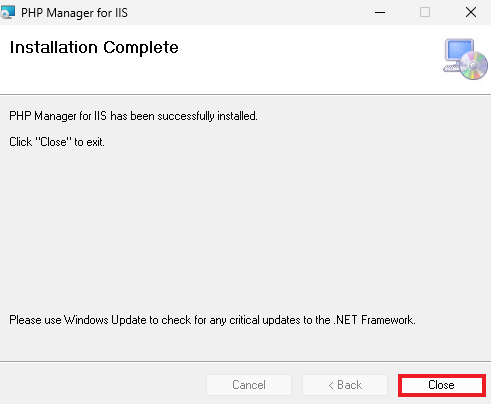 PHP Manager for IIS
Installation Complete
PHP Manager for IIS has been successfully installed.
Click "Close" to exit.
Please use Windows Update to check for any critical updates to the .NET Framework.
Cancel
< Back
Close